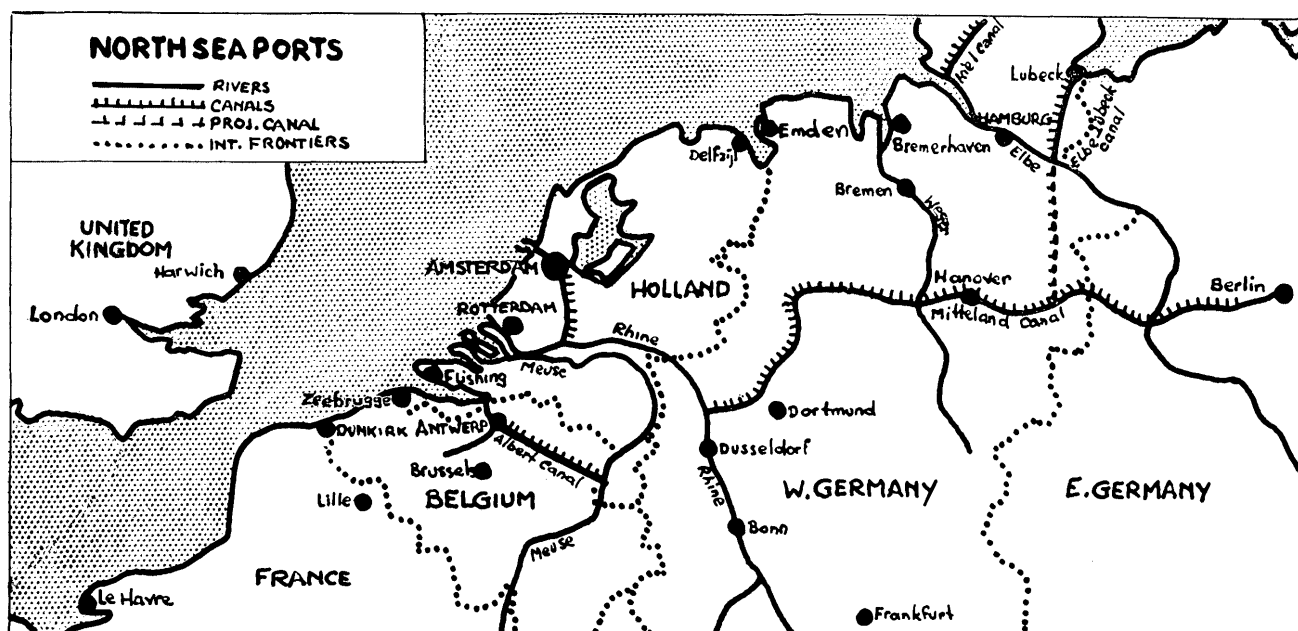 NORTH SEA PORTS
RIVERS
CANALS
PROJ. CANAL
INT. FRONTIERS
Kiel Canal
Lubeck
HAMBURG
Elbe Lubeck
Canal
Elbe
Emden
Delfzijl
Bremerhaven
Bremen
Weser
UNITED
KINGDOM
Harwich
London
AMSTERDAM
HOLLAND
ROTTERDAM
Hanover
Mitteland Canal
Berlin
Rhine
Meuse
Flushing
Zeebrugge
DUNKIRK
ANTWERP
Albert Canal
Dortmund
Dusseldorf
Brussels
Lille
BELGIUM
Rhine
W. GERMANY
E. GERMANY
Bonn
Meuse
FRANCE
Le Havre
Frankfurt